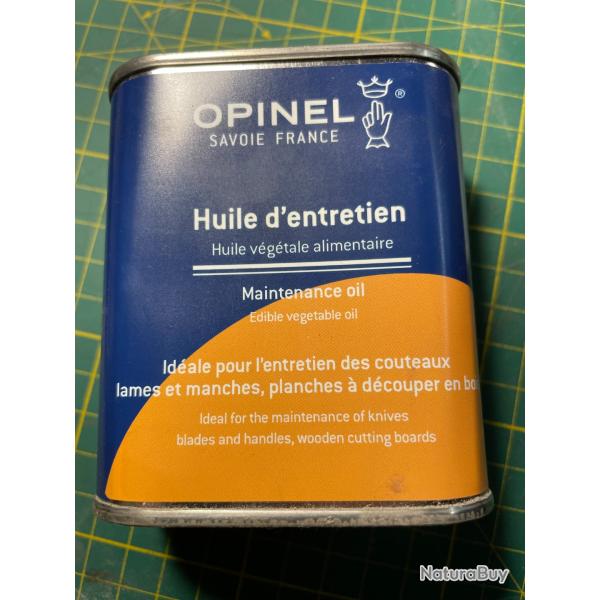 OPINEL ®
SAVOIE FRANCE
Huile d'entretien
Huile végétale alimentaire
Maintenance oil
Edible vegetable oil
Idéale pour l'entretien des couteaux
lames et manches, planches à découper en bo
Ideal for the maintenance of knives
blades and handles, wooden cutting boards
NaturaBuy